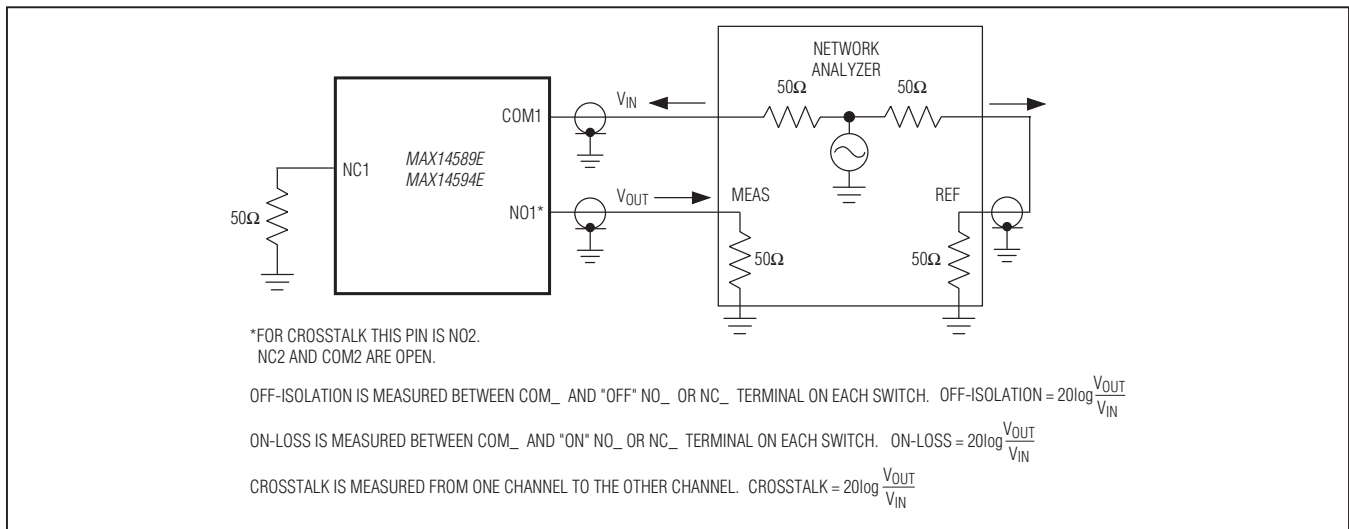 NETWORK
ANALYZER
50Ω
50Ω
V_IN
COM1
MAX14589E
MAX14594E
NC1
50Ω
NO1*
V_OUT
MEAS
REF
50Ω
50Ω
*FOR CROSSTALK THIS PIN IS NO2.
NC2 AND COM2 ARE OPEN.
OFF-ISOLATION IS MEASURED BETWEEN COM_ AND "OFF" NO_ OR NC_ TERMINAL ON EACH SWITCH. OFF-ISOLATION = 20log V_OUT/V_IN
ON-LOSS IS MEASURED BETWEEN COM_ AND "ON" NO_ OR NC_ TERMINAL ON EACH SWITCH. ON-LOSS = 20log V_OUT/V_IN
CROSSTALK IS MEASURED FROM ONE CHANNEL TO THE OTHER CHANNEL. CROSSTALK = 20log V_OUT/V_IN